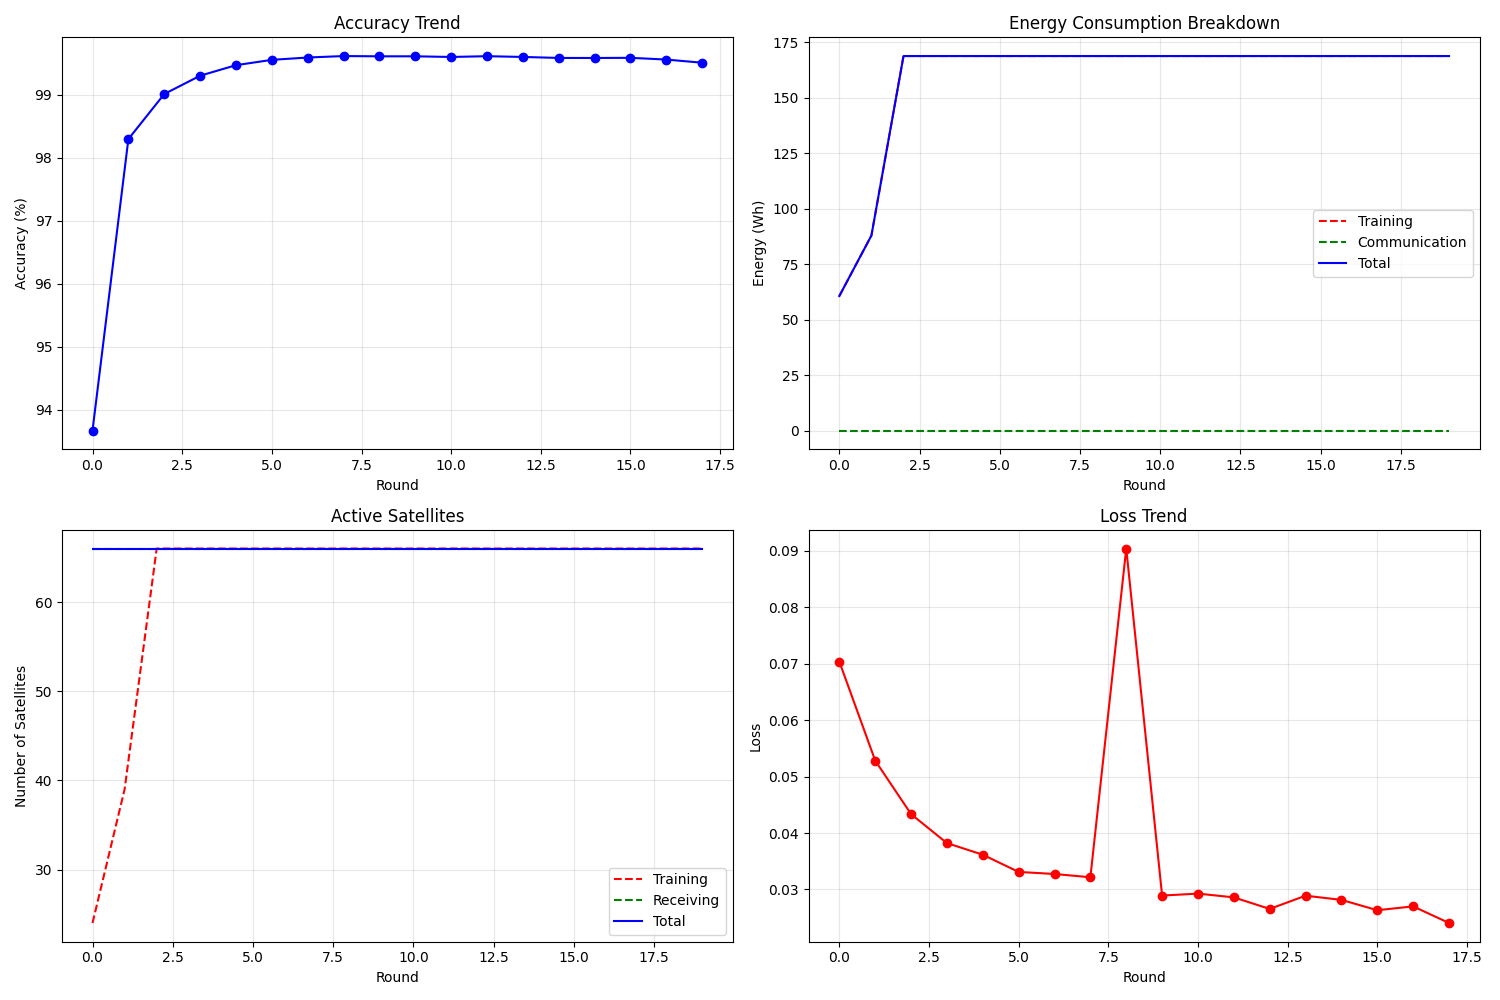 Accuracy Trend
Accuracy (%)
99
98
97
96
95
94
0.0 2.5 5.0 7.5 10.0 12.5 15.0 17.5
Round
Energy Consumption Breakdown
Energy (Wh)
175
150
125
100
75
50
25
0
Training
Communication
Total
0.0 2.5 5.0 7.5 10.0 12.5 15.0 17.5
Round
Active Satellites
Number of Satellites
60
50
40
30
Training
Receiving
Total
0.0 2.5 5.0 7.5 10.0 12.5 15.0 17.5
Round
Loss Trend
Loss
0.09
0.08
0.07
0.06
0.05
0.04
0.03
0.0 2.5 5.0 7.5 10.0 12.5 15.0 17.5
Round